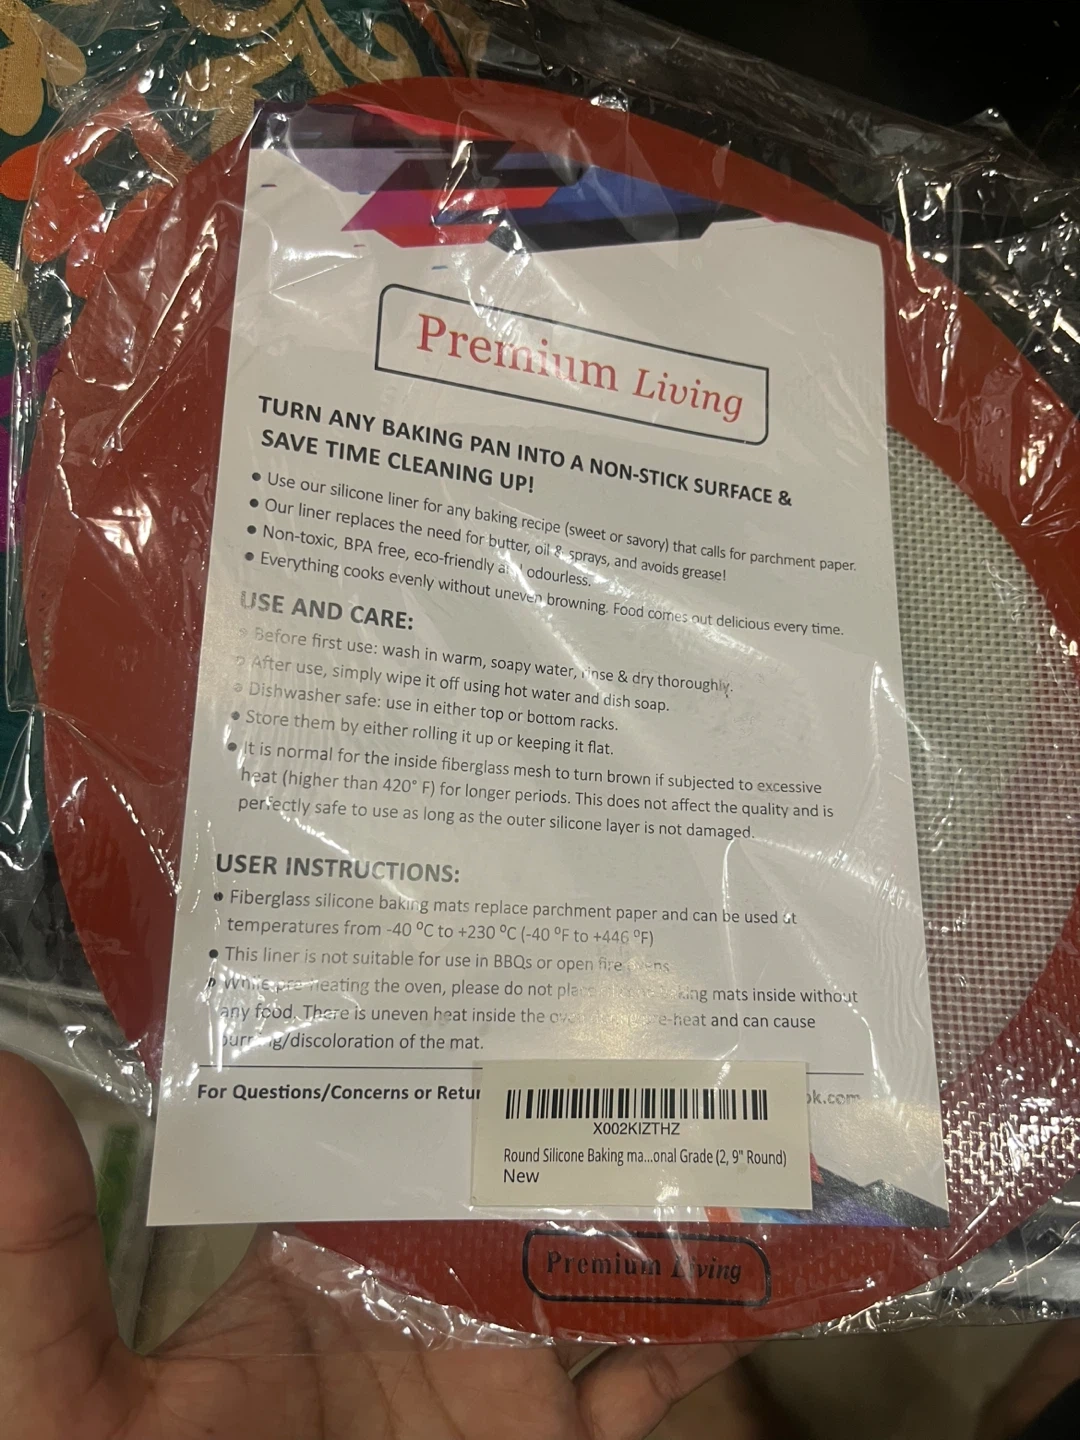 Premium Living
TURN ANY BAKING PAN INTO A NON-STICK SURFACE &
SAVE TIME CLEANING UP!
• Use our silicone liner for any baking recipe (sweet or savory) that calls for parchment paper.
• Our liner replaces the need for butter, oil & sprays, and avoids grease!
• Non-toxic, BPA free, eco-friendly and odourless.
• Everything cooks evenly without uneven browning. Food comes out delicious every time.
USE AND CARE:
• Before first use: wash in warm, soapy water, rinse & dry thoroughly.
• After use, simply wipe it off using hot water and dish soap.
• Dishwasher safe: use in either top or bottom racks.
• Store them by either rolling it up or keeping it flat.
• It is normal for the inside fiberglass mesh to turn brown if subjected to excessive
heat (higher than 420° F) for longer periods. This does not affect the quality and is
perfectly safe to use as long as the outer silicone layer is not damaged.
USER INSTRUCTIONS:
• Fiberglass silicone baking mats replace parchment paper and can be used at
temperatures from -40 ⁰C to +230 ⁰C (-40 ⁰F to +446 ⁰F)
• This liner is not suitable for use in BBQs or open fire
• While pre-heating the oven, please do not mats inside without
any food. There is uneven heat inside the pre-heat and can cause
/discoloration of the mat.
For Questions/Concerns or Retur ok.com
X002KIZTHZ
Round Silicone Baking ma...onal Grade (2, 9" Round)
New
Premium Living